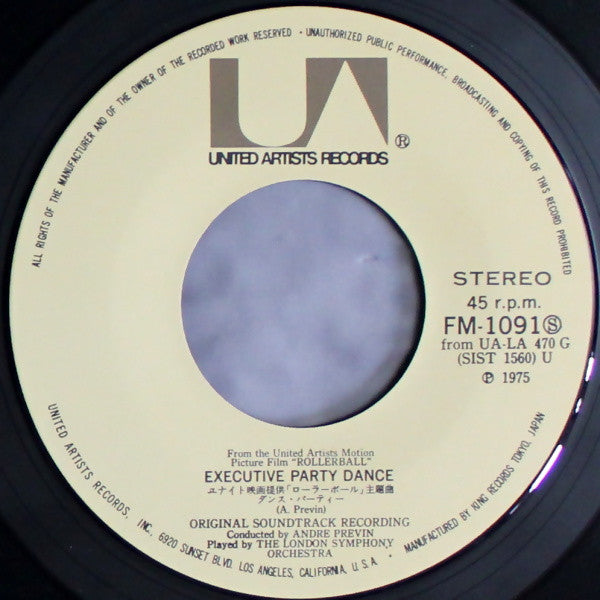 ALL RIGHTS OF THE MANUFACTURER AND OF THE OWNER OF THE RECORDED WORK RESERVED • UNAUTHORIZED PUBLIC PERFORMANCE, BROADCASTING AND COPYING OF THIS RECORD PROHIBITED
UA®
UNITED ARTISTS RECORDS
STEREO
45 r.p.m.
FM-1091Ⓢ
from UA-LA 470 G
(SIST 1560) U
Ⓟ 1975
From the United Artists Motion
Picture Film "ROLLERBALL"
EXECUTIVE PARTY DANCE
ユナイト映画提供「ローラーボール」主題曲
ダンス・パーティー
(A. Previn)
ORIGINAL SOUNDTRACK RECORDING
Conducted by ANDRE PREVIN
Played by THE LONDON SYMPHONY
ORCHESTRA
UNITED ARTISTS RECORDS, INC. 6920 SUNSET BLVD. LOS ANGELES, CALIFORNIA, U.S.A.
MANUFACTURED BY KING RECORDS TOKYO, JAPAN